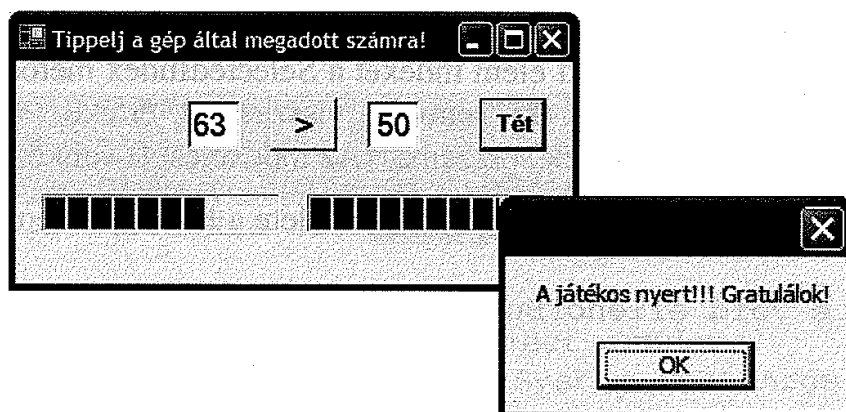 Tippelj a gép által megadott számra!
63 > 50 Tét
A játékos nyert!!! Gratulálok!
OK